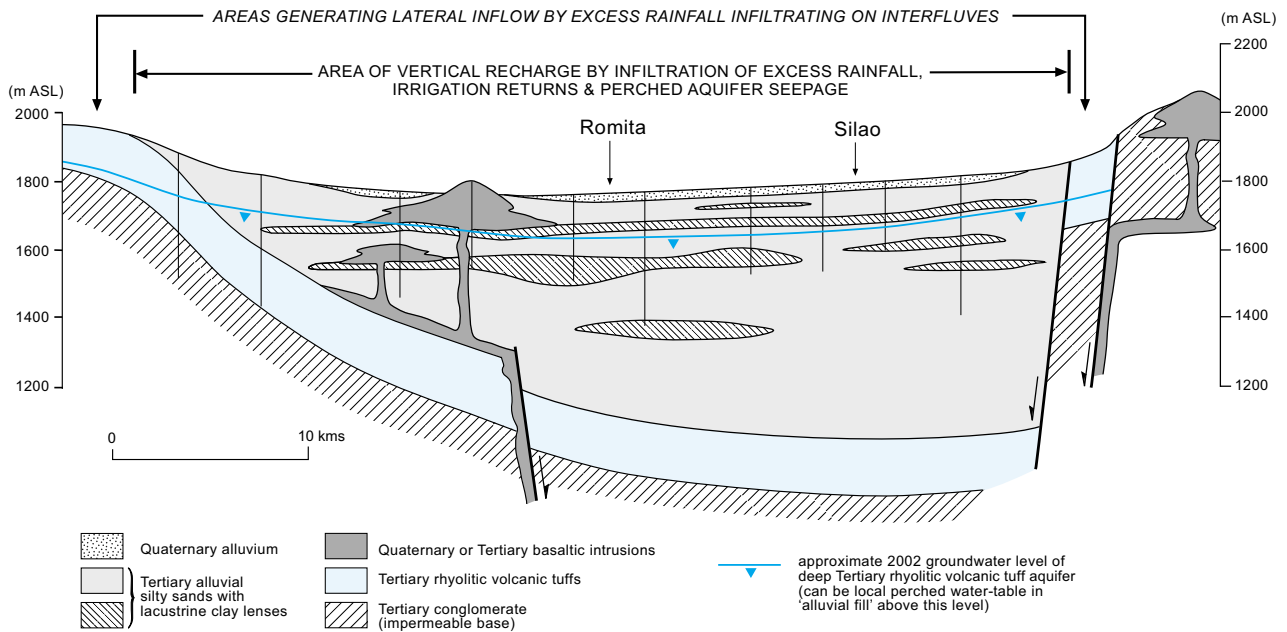 AREAS GENERATING LATERAL INFLOW BY EXCESS RAINFALL INFILTRATING ON INTERFLUVES
(m ASL)
AREA OF VERTICAL RECHARGE BY INFILTRATION OF EXCESS RAINFALL,
IRRIGATION RETURNS & PERCHED AQUIFER SEEPAGE
(m ASL)
2200
2000
2000
Romita
Silao
1800
1800
1600
1600
1400
1400
1200
1200
0
10 kms
Quaternary alluvium
Tertiary alluvial
silty sands with
lacustrine clay lenses
Quaternary or Tertiary basaltic intrusions
Tertiary rhyolitic volcanic tuffs
Tertiary conglomerate
(impermeable base)
approximate 2002 groundwater level of
deep Tertiary rhyolitic volcanic tuff aquifer
(can be local perched water-table in
'alluvial fill' above this level)